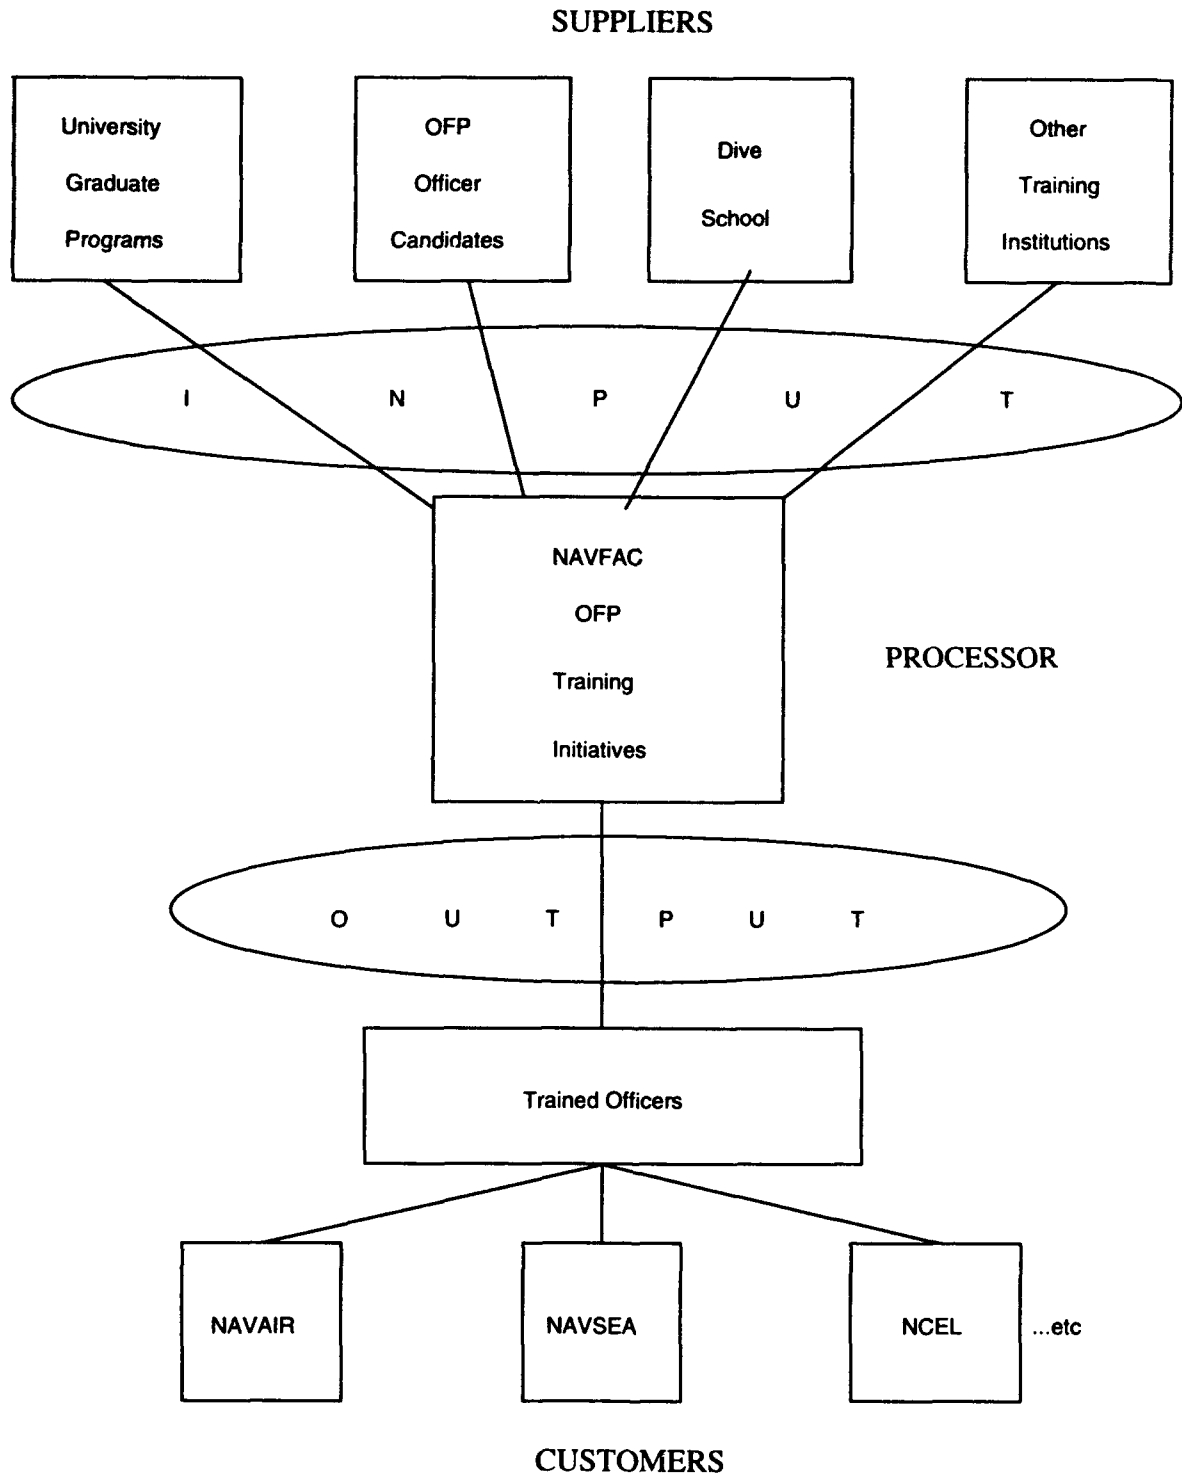 SUPPLIERS
University
Graduate
Programs
OFP
Officer
Candidates
Dive
School
Other
Training
Institutions
I N P U T
NAVFAC
OFP
Training
Initiatives
PROCESSOR
O U T P U T
Trained Officers
NAVAIR
NAVSEA
NCEL
...etc
CUSTOMERS